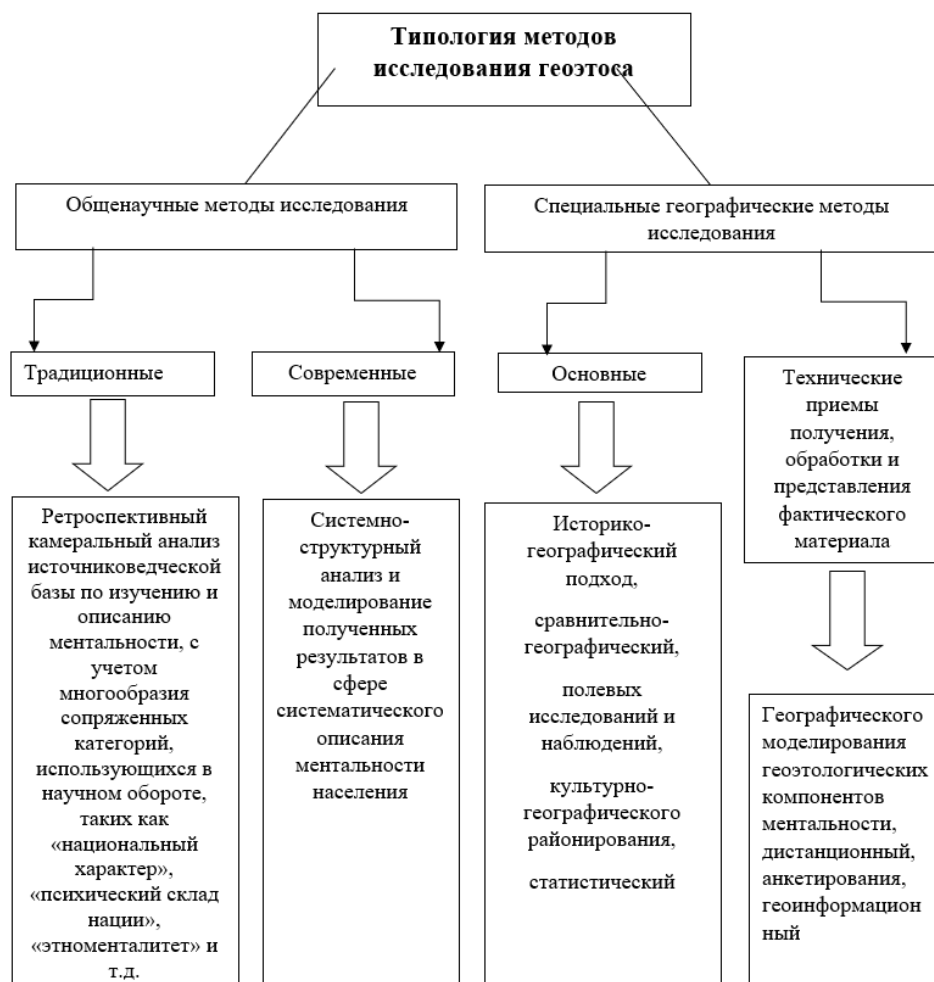 Типология методов
исследования геоэтоса
Общенаучные методы исследования
Специальные географические методы
исследования
Традиционные
Современные
Основные
Технические
приемы
получения,
обработки и
представления
фактического
материала
Ретроспективный
камеральный анализ
источниковедческой
базы по изучению и
описанию
ментальности, с
учетом
многообразия
сопряженных
категорий,
использующихся в
научном обороте,
таких как
«национальный
характер»,
«психический склад
нации»,
«этноменталитет» и
т.д.
Системно-
структурный
анализ и
моделирование
полученных
результатов в
сфере
систематического
описания
ментальности
населения
Историко-
географический
подход,
сравнительно-
географический,
полевых
исследований и
наблюдений,
культурно-
географического
районирования,
статистический
Географического
моделирования
геоэтологических
компонентов
ментальности,
дистанционный,
анкетирования,
геоинформацион
ный